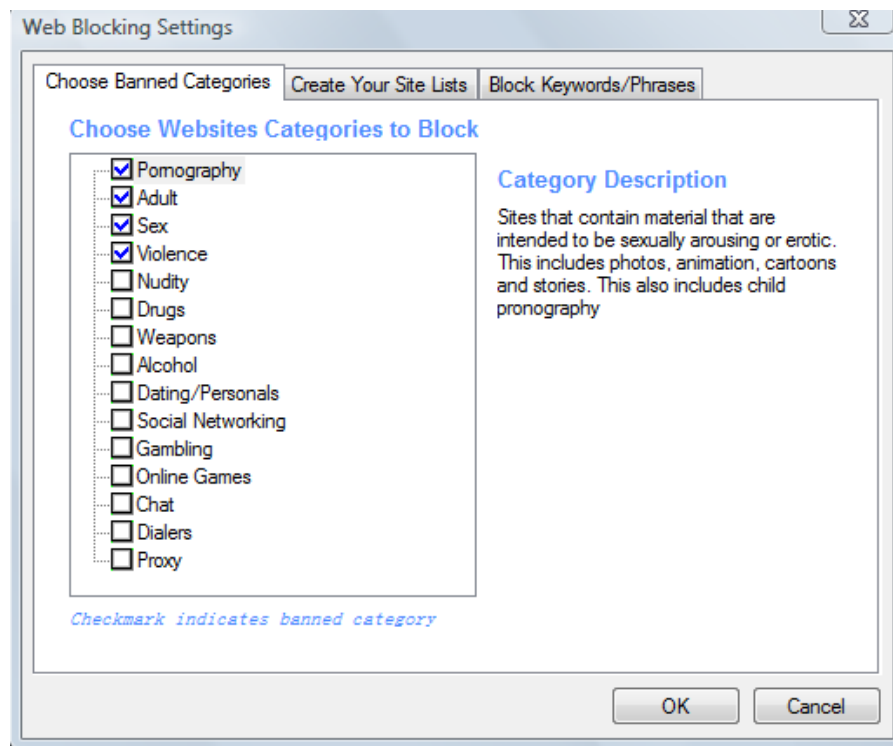 Web Blocking Settings
Choose Banned Categories
Create Your Site Lists
Block Keywords/Phrases
Choose Websites Categories to Block
Pornography
Adult
Sex
Violence
Nudity
Drugs
Weapons
Alcohol
Dating/Personals
Social Networking
Gambling
Online Games
Chat
Dialers
Proxy
Checkmark indicates banned category
Category Description
Sites that contain material that are
intended to be sexually arousing or erotic.
This includes photos, animation, cartoons
and stories. This also includes child
pronography
OK
Cancel